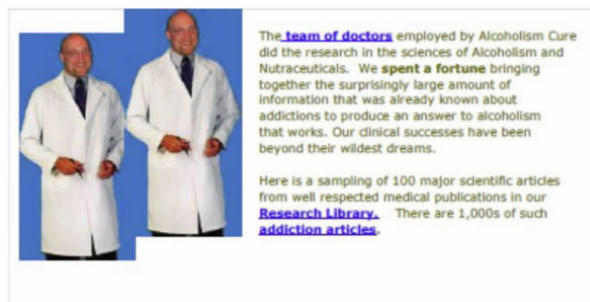 The team of doctors employed by Alcoholism Cure
did the research in the sciences of Alcoholism and
Nutraceuticals. We spent a fortune bringing
together the surprisingly large amount of
information that was already known about
addictions to produce an answer to alcoholism
that works. Our clinical successes have been
beyond their wildest dreams.
Here is a sampling of 100 major scientific articles
from well respected medical publications in our
Research Library. There are 1,000s of such
addiction articles.